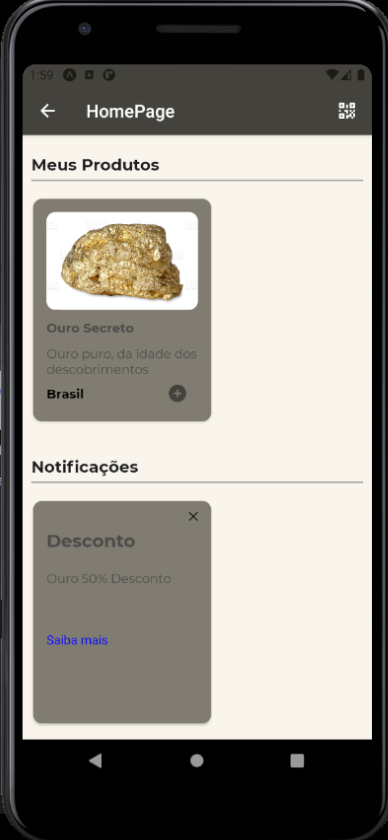 1:59
HomePage
Meus Produtos
Ouro Secreto
Ouro puro, da idade dos
descobrimentos
Brasil
Notificações
Desconto
Ouro 50% Desconto
Saiba mais